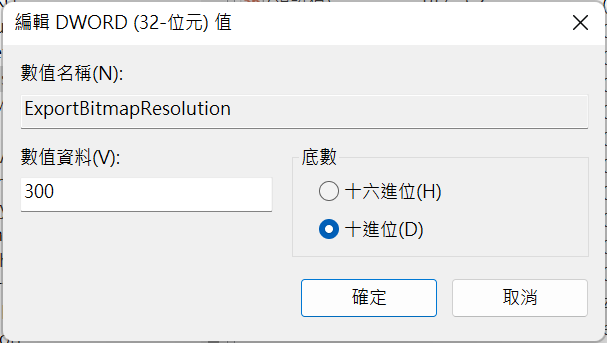 編輯 DWORD (32-位元) 值
數值名稱(N):
ExportBitmapResolution
數值資料(V):
300
底數
十六進位(H)
十進位(D)
確定
取消